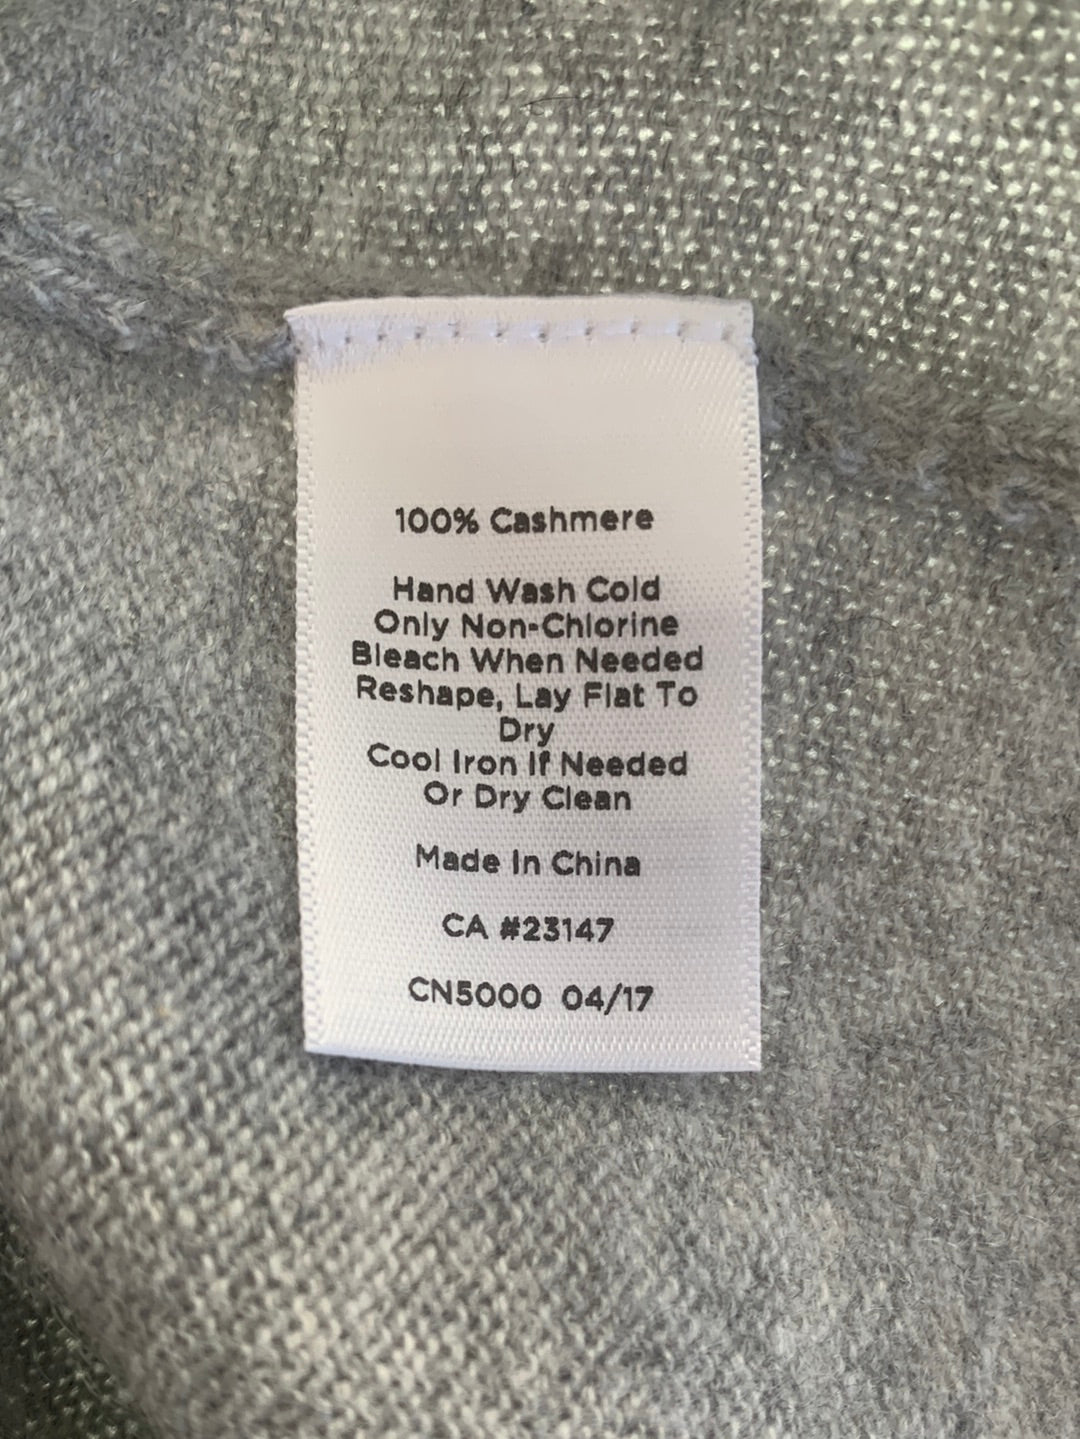 100% Cashmere
Hand Wash Cold
Only Non-Chlorine
Bleach When Needed
Reshape, Lay Flat To
Dry
Cool Iron If Needed
Or Dry Clean
Made In China
CA #23147
CN5000 04/17